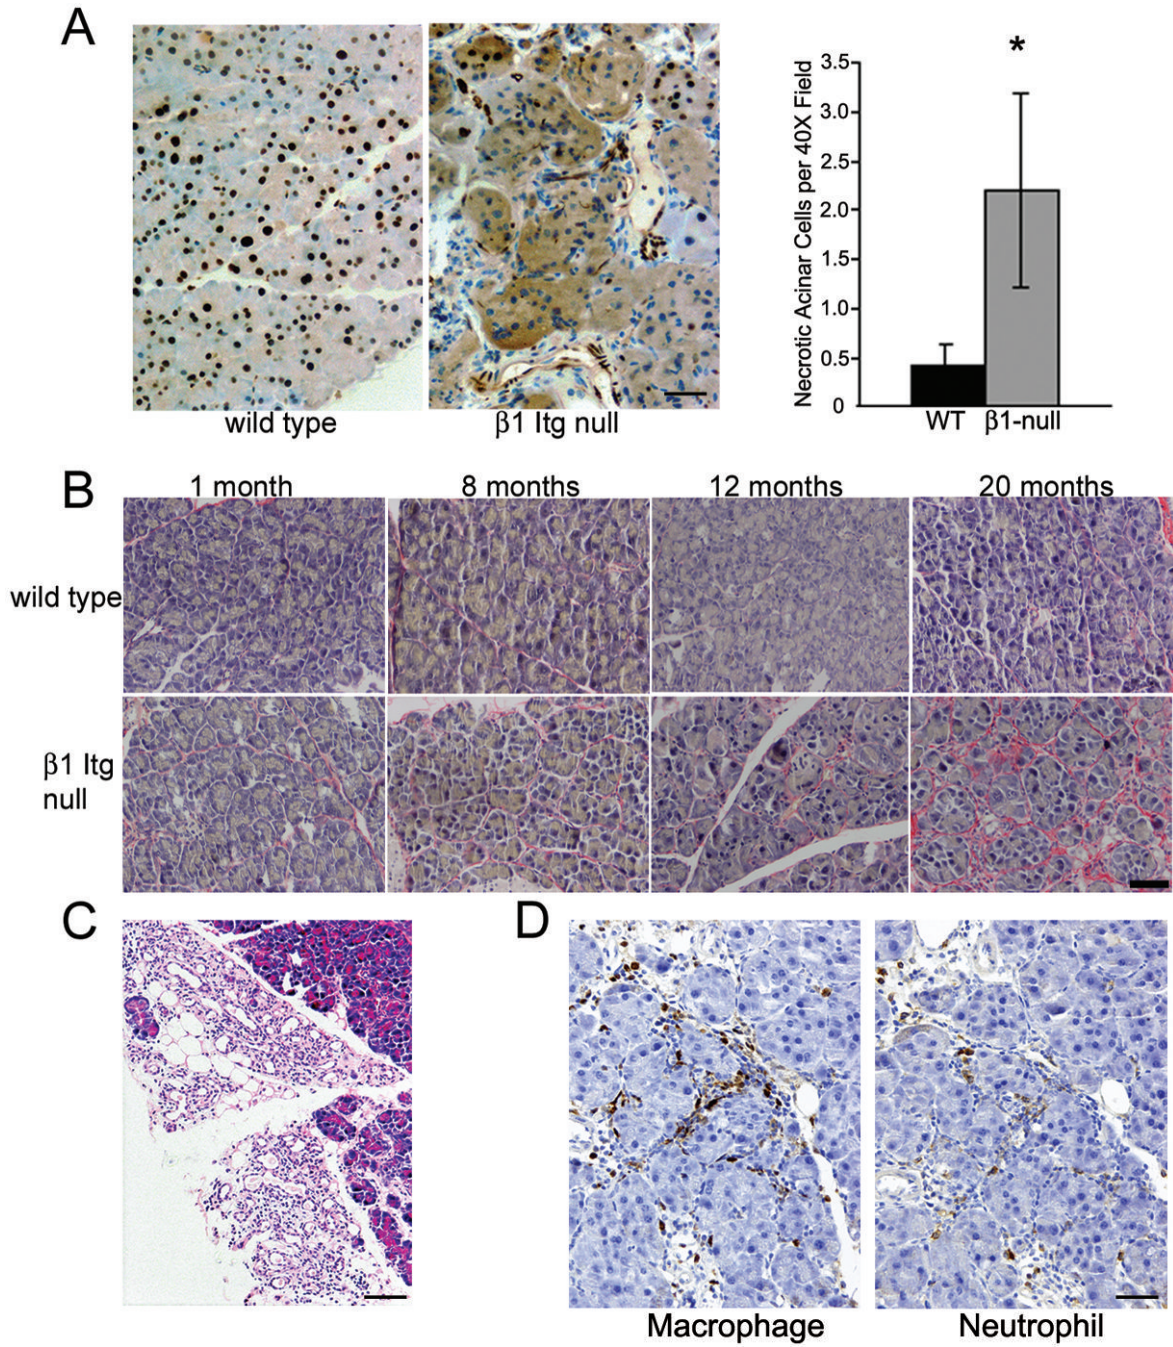 A
wild type
β1 Itg null
*
Necrotic Acinar Cells per 40X Field
3.5
3.0
2.5
2.0
1.5
1.0
0.5
0
WT
β1-null
B
1 month
8 months
12 months
20 months
wild type
β1 Itg
null
C
D
Macrophage
Neutrophil